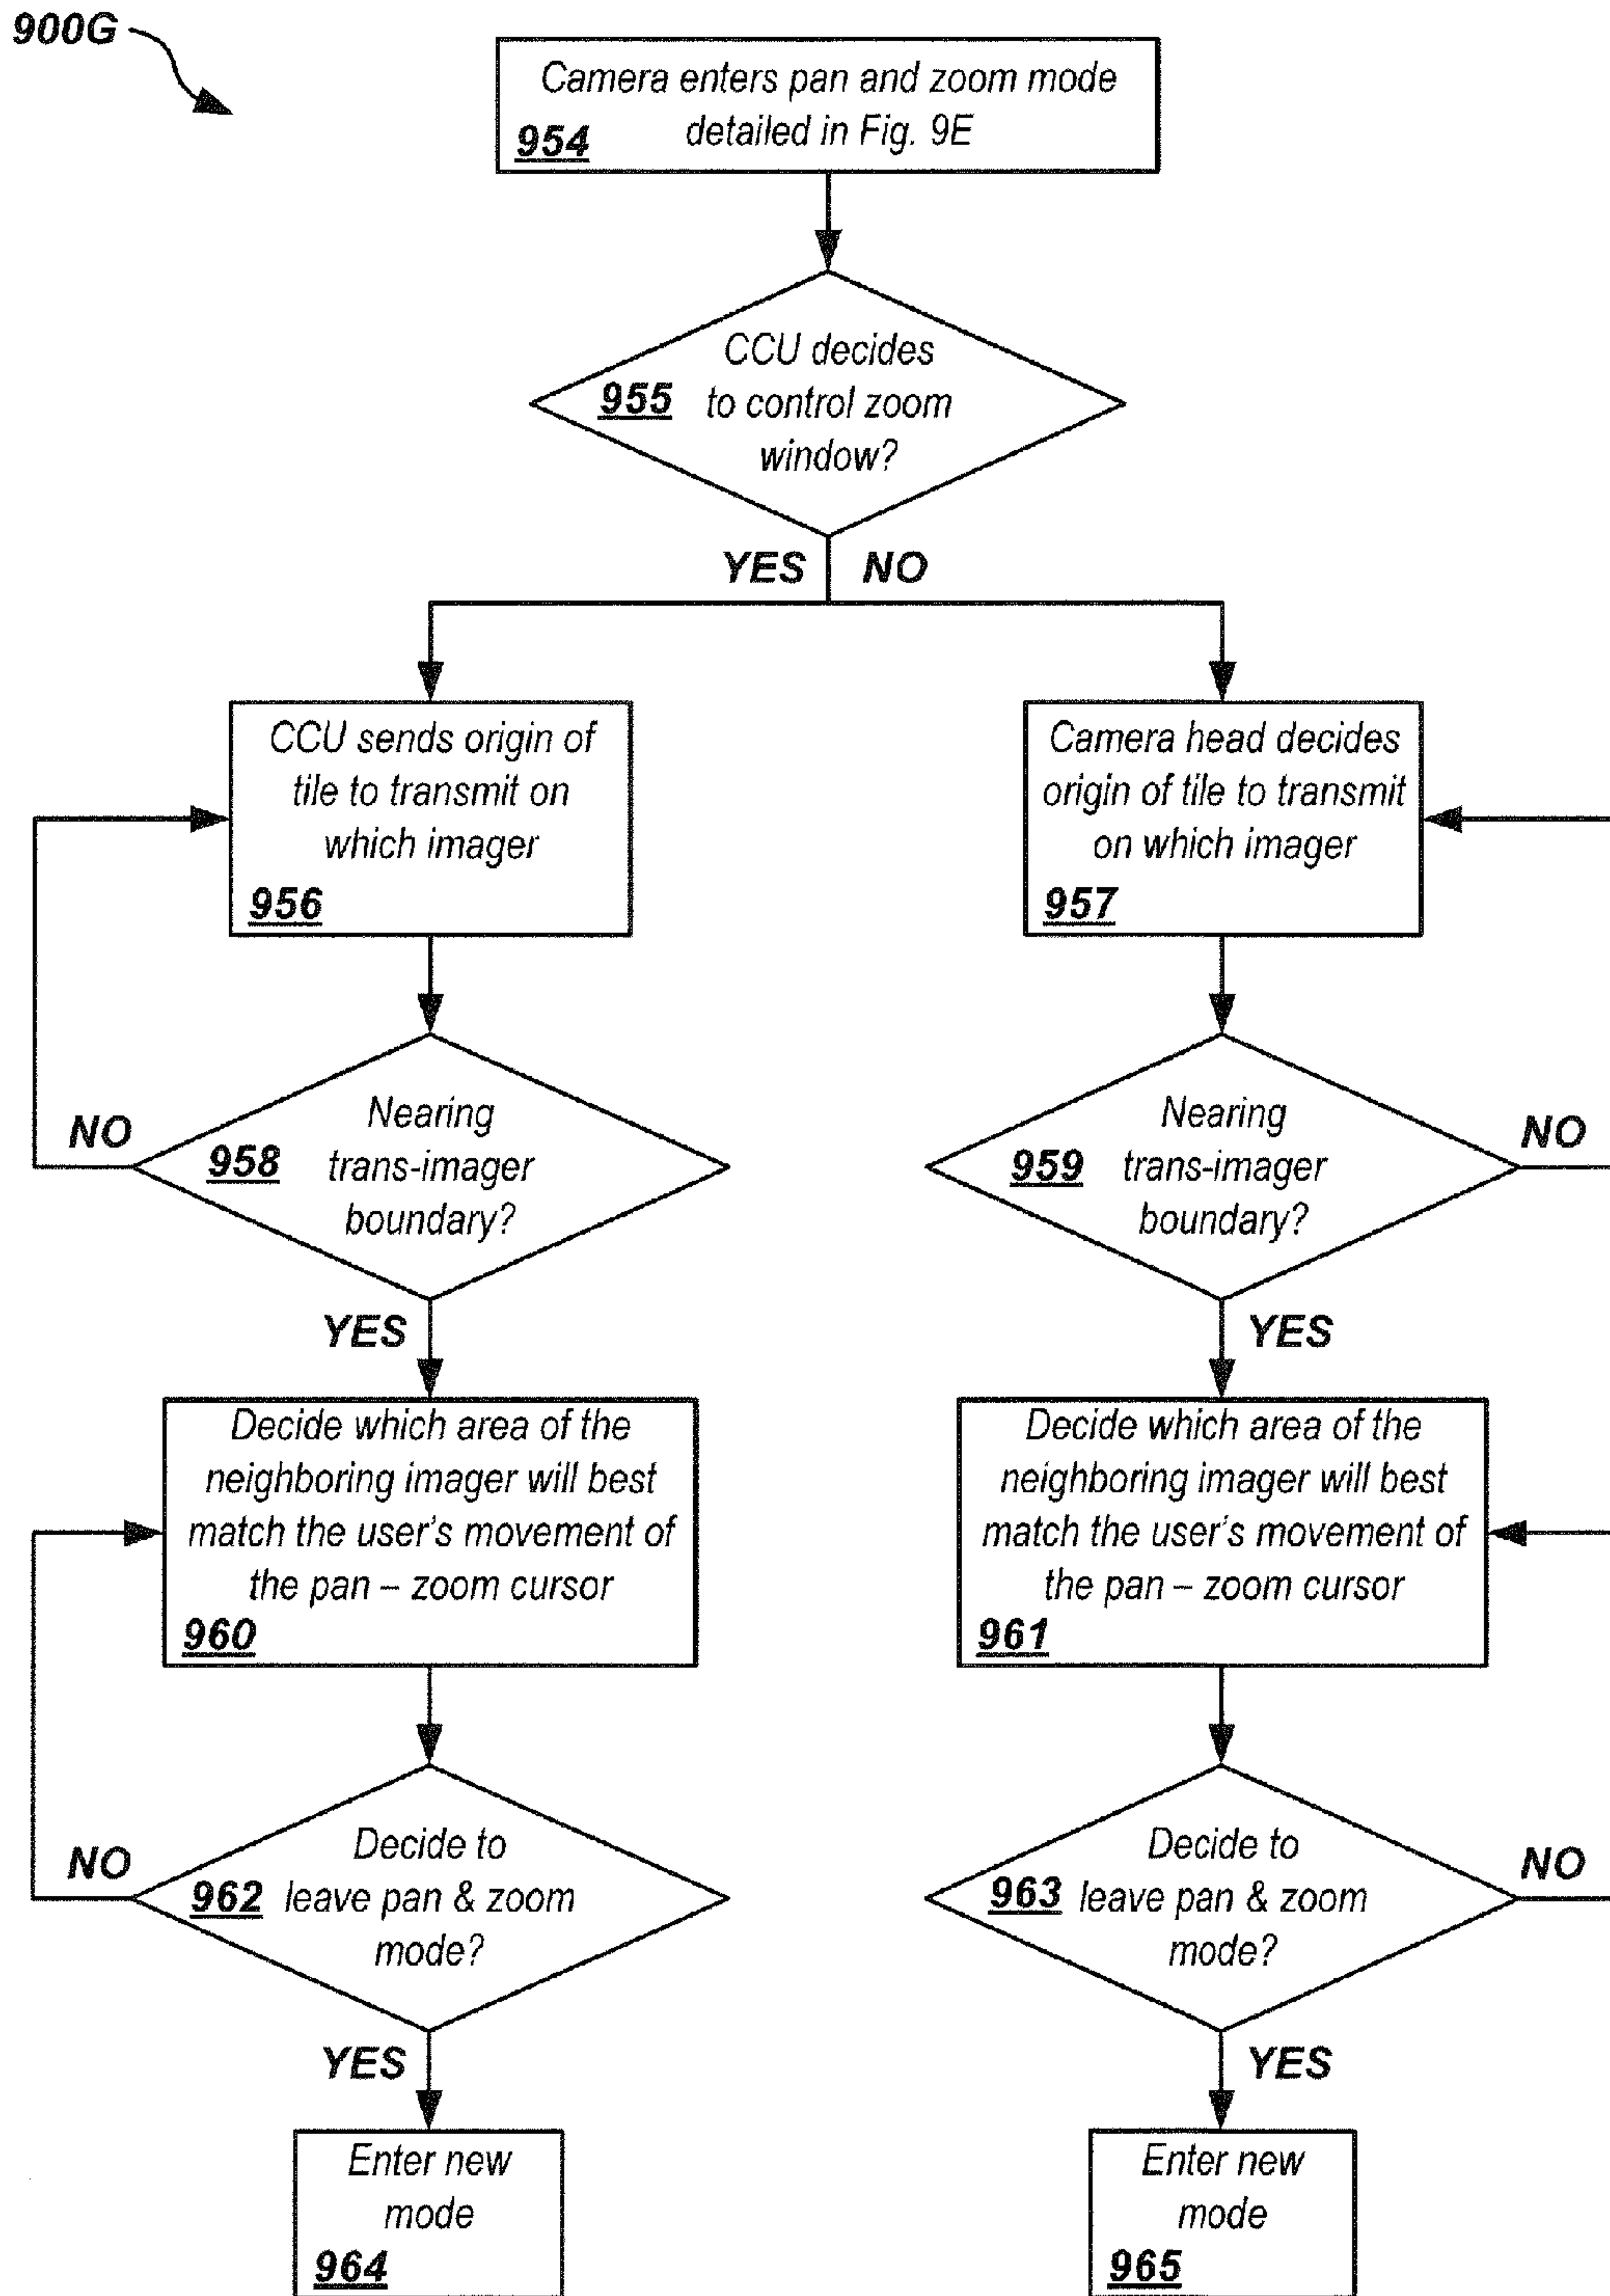 900G
Camera enters pan and zoom mode
detailed in Fig. 9E
954
CCU decides
to control zoom
window?
955
YES
NO
CCU sends origin of
tile to transmit on
which imager
956
Camera head decides
origin of tile to transmit
on which imager
957
Nearing
trans-imager
boundary?
958
NO
Nearing
trans-imager
boundary?
959
NO
YES
YES
Decide which area of the
neighboring imager will best
match the user's movement of
the pan – zoom cursor
960
Decide which area of the
neighboring imager will best
match the user's movement of
the pan – zoom cursor
961
Decide to
leave pan & zoom
mode?
962
NO
Decide to
leave pan & zoom
mode?
963
NO
YES
YES
Enter new
mode
964
Enter new
mode
965